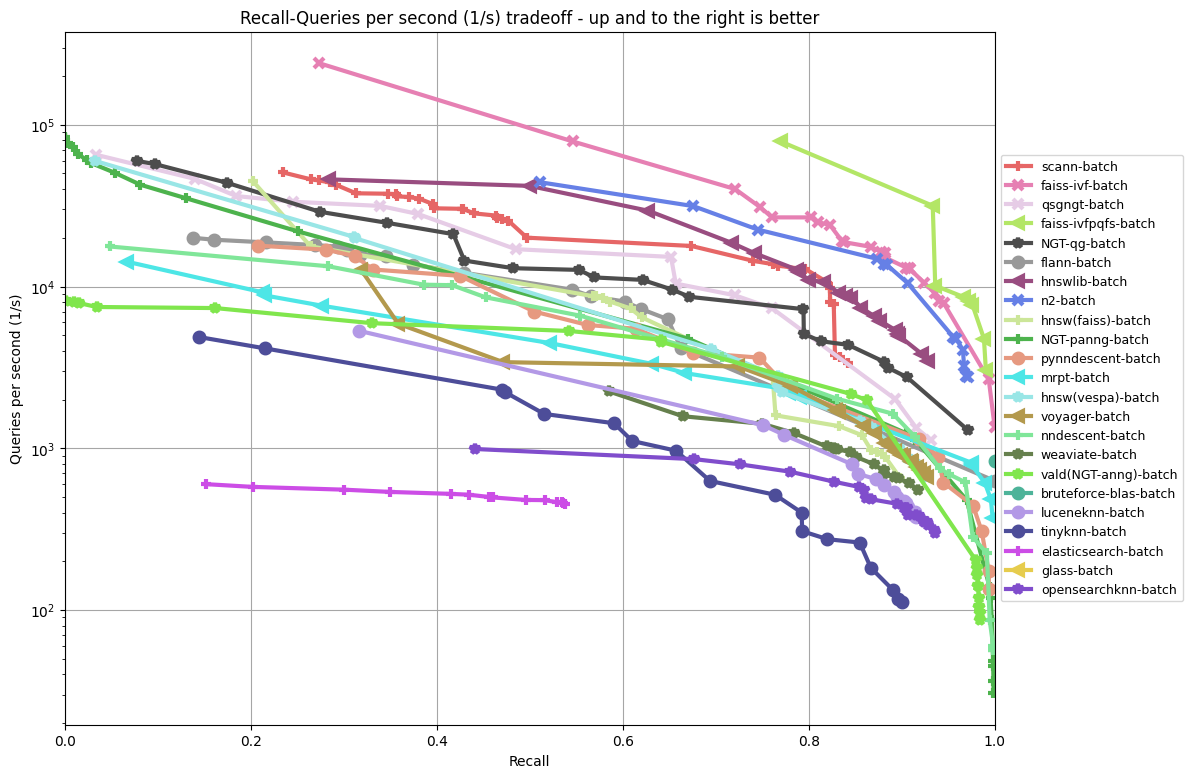 Recall-Queries per second (1/s) tradeoff - up and to the right is better
Queries per second (1/s)
10^5
10^4
10^3
10^2
0.0 0.2 0.4 0.6 0.8 1.0
Recall
scann-batch
faiss-ivf-batch
qsgngt-batch
faiss-ivfpqfs-batch
NGT-qg-batch
flann-batch
hnswlib-batch
n2-batch
hnsw(faiss)-batch
NGT-panng-batch
pynndescent-batch
mrpt-batch
hnsw(vespa)-batch
voyager-batch
nndescent-batch
weaviate-batch
vald(NGT-anng)-batch
bruteforce-blas-batch
luceneknn-batch
tinyknn-batch
elasticsearch-batch
glass-batch
opensearchknn-batch